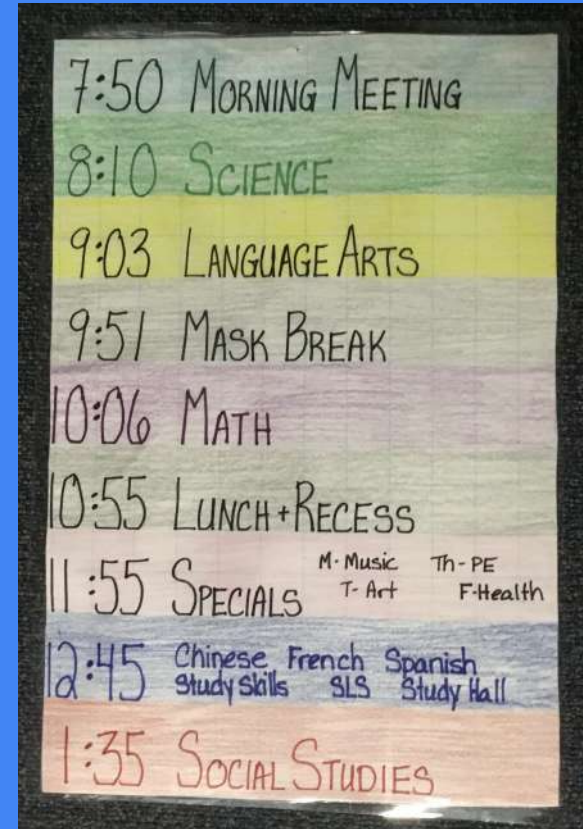 7:50 MORNING MEETING
8:10 SCIENCE
9:03 LANGUAGE ARTS
9:51 MASK BREAK
10:06 MATH
10:55 LUNCH + RECESS
11:55 SPECIALS M-Music Th-PE
T-Art F-Health
12:45 Chinese French Spanish
Study Skills SLS Study Hall
1:35 SOCIAL STUDIES